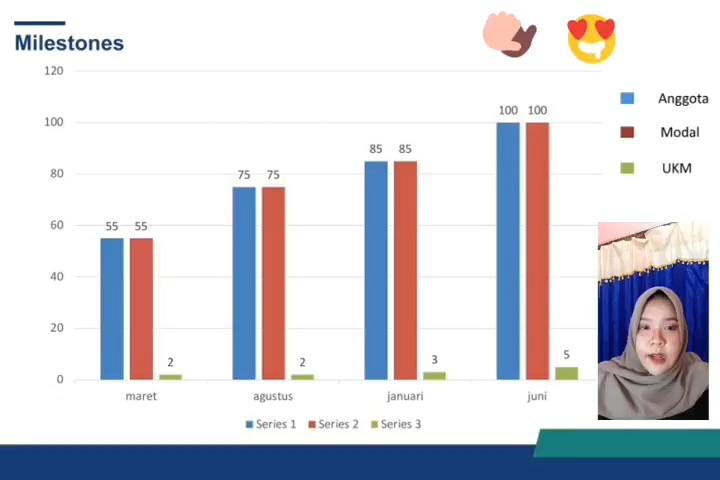 Milestones
120
100
80
60
40
20
0
55 55 2
75 75 2
85 85 3
100 100 5
maret agustus januari juni
Series 1 Series 2 Series 3
Anggota
Modal
UKM